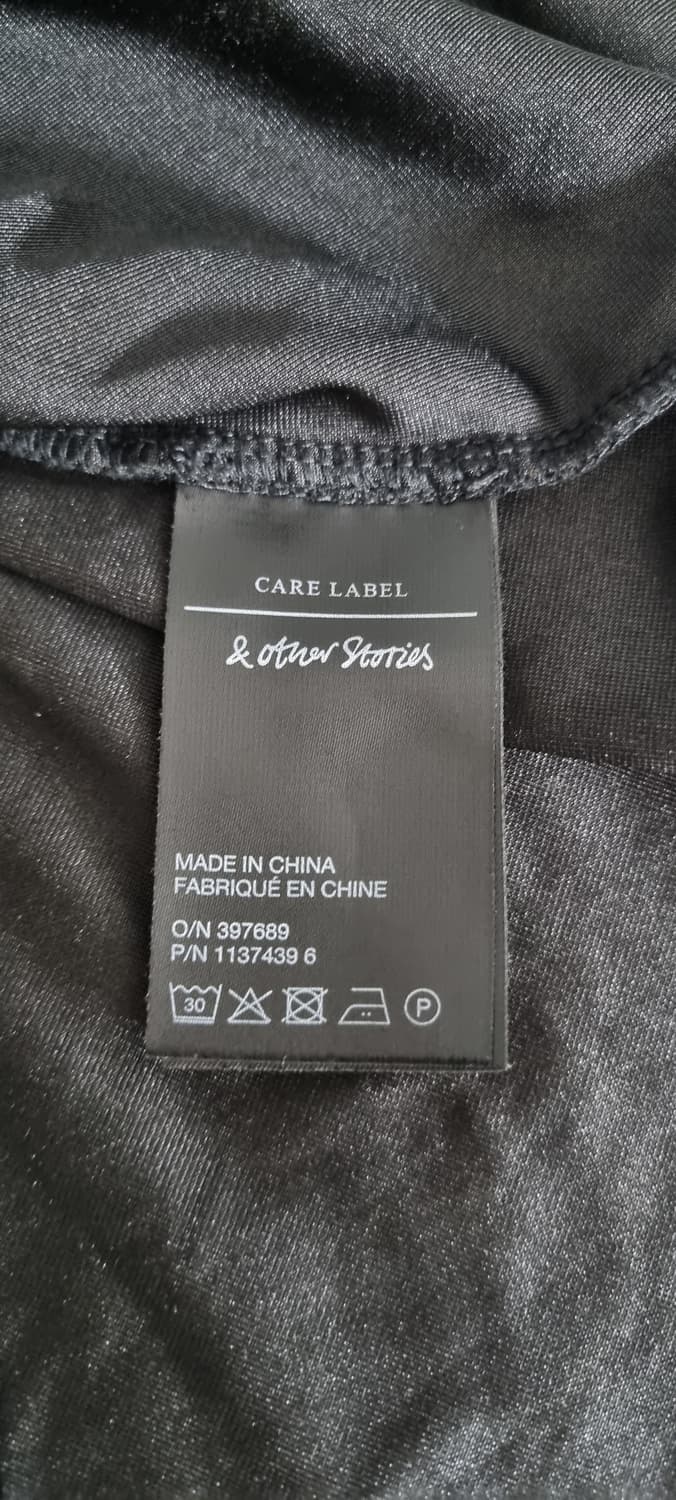 CARE LABEL
& other Stories
MADE IN CHINA
FABRIQUÉ EN CHINE
O/N 397689
P/N 1137439 6
30
P